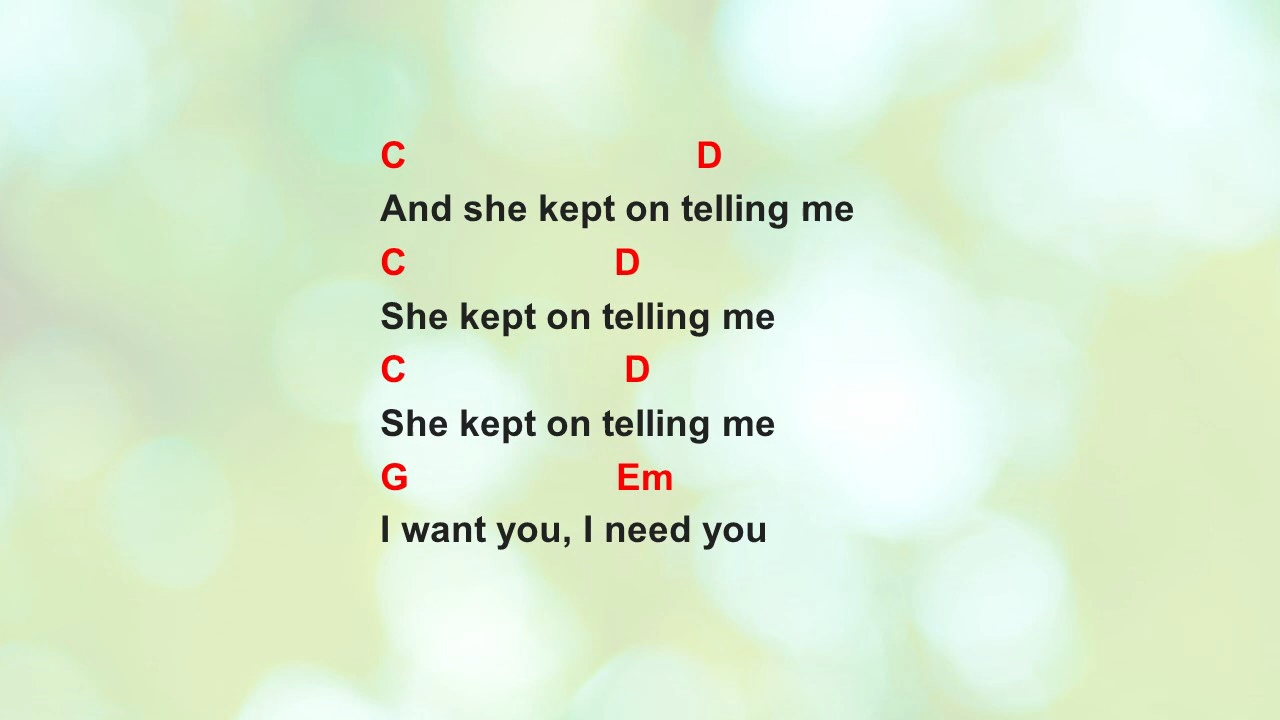 C D
And she kept on telling me
C D
She kept on telling me
C D
She kept on telling me
G Em
I want you, I need you